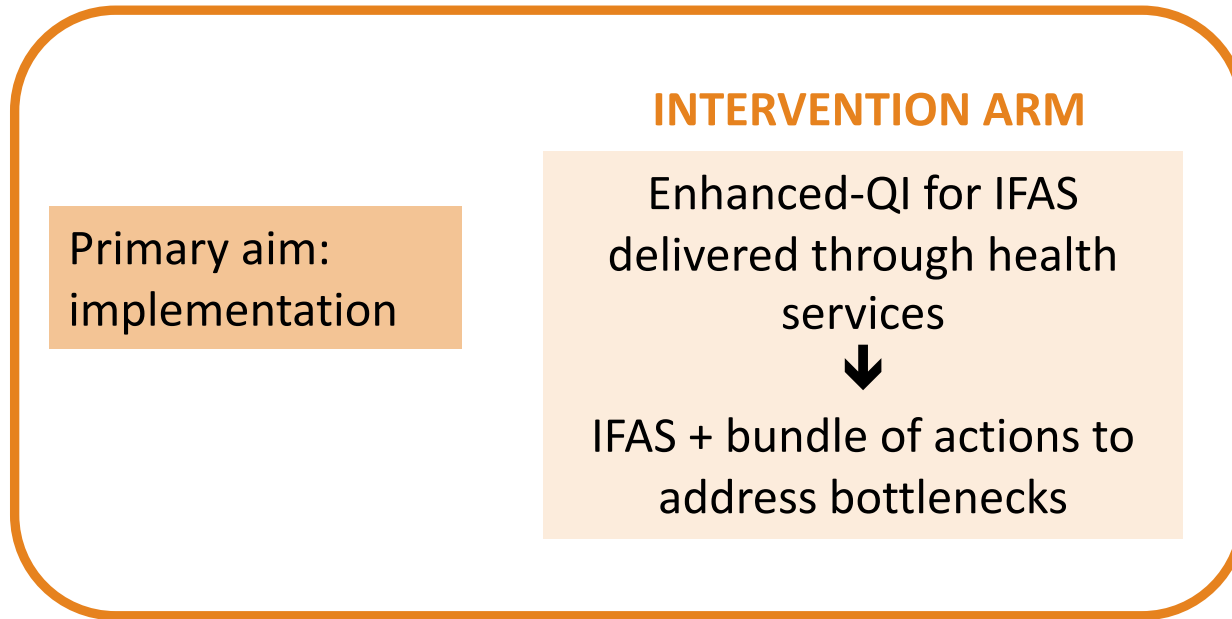 INTERVENTION ARM
Primary aim:
implementation
Enhanced-QI for IFAS
delivered through health
services
IFAS + bundle of actions to
address bottlenecks